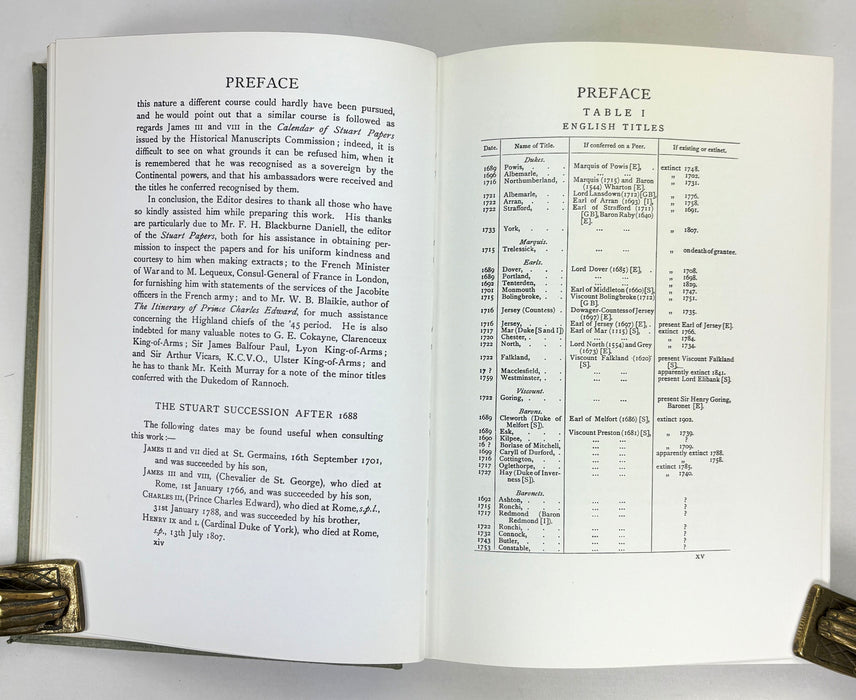 PREFACE
this nature a different course could hardly have been pursued,
and he would point out that a similar course is followed as
regards James III and VIII in the Calendar of Stuart Papers
issued by the Historical Manuscripts Commission; indeed, it is
difficult to see on what grounds it can be refused him, when it
is remembered that he was recognised as a sovereign by the
Continental powers, and that his ambassadors were received and
the titles he conferred recognised by them.
In conclusion, the Editor desires to thank all those who have
so kindly assisted him while preparing this work. His thanks
are particularly due to Mr. F. H. Blackburne Daniell, the editor
of the Stuart Papers, both for his assistance in obtaining per-
mission to inspect the papers and for his uniform kindness and
courtesy to him when making extracts; to the French Minister
of War and to M. Lequeux, Consul-General of France in London,
for furnishing him with statements of the services of the Jacobite
officers in the French army; and to Mr. W. B. Blaikie, author of
The Itinerary of Prince Charles Edward, for much assistance
concerning the Highland chiefs of the '45 period. He is also
indebted for many valuable notes to G. E. Cokayne, Clarenceux
King-of-Arms; Sir James Balfour Paul, Lyon King-of-Arms;
and Sir Arthur Vicars, K.C.V.O., Ulster King-of-Arms; and
he has to thank Mr. Keith Murray for a note of the minor titles
conferred with the Dukedom of Rannoch.
THE STUART SUCCESSION AFTER 1688
The following dates may be found useful when consulting
this work:—
JAMES II and VII died at St. Germains, 16th September 1701,
and was succeeded by his son,
JAMES III and VIII, (Chevalier de St. George), who died at
Rome, 1st January 1766, and was succeeded by his son,
CHARLES III, (Prince Charles Edward), who died at Rome, s.p.l.,
31st January 1788, and was succeeded by his brother,
HENRY IX and I, (Cardinal Duke of York), who died at Rome,
s.p., 13th July 1807.
xiv
PREFACE
TABLE I
ENGLISH TITLES
Date. Name of Title. If conferred on a Peer. If existing or extinct.
Dukes.
1689 Powis, . . . Marquis of Powis [E], . extinct 1748.
1696 Albemarle, . . ... ... „ 1702.
1716 Northumberland, . Marquis (1715) and Baron „ 1731.
(1544) Wharton [E].
1721 Albemarle, . . Lord Lansdown (1712) [GB], „ 1776.
1722 Arran, . . . Earl of Arran (1693) [I], „ 1758.
1722 Strafford, . . Earl of Strafford (1711) „ 1691.
[GB], Baron Raby (1640)
[E].
1733 York, . . . ... ... „ 1807.
Marquis.
1715 Trelessick, . . ... ... „ on death of grantee.
Earls.
1689 Dover, . . . Lord Dover (1685) [E], . „ 1708.
1689 Portland, . . ... ... „ 1698.
1692 Tenterden, . . ... ... „ 1829.
1701 Monmouth . . Earl of Middleton (1660) [S], „ 1747.
1715 Bolingbroke, . . Viscount Bolingbroke (1712) „ 1751.
[GB].
1716 Jersey (Countess) . Dowager-Countess of Jersey „ 1735.
(1697) [E].
1716 Jersey, . . . Earl of Jersey (1697) [E], . present Earl of Jersey [E].
1717 Mar (Duke [S and I]) Earl of Mar (1115) [S], . extinct 1766.
1720 Chester, . . . ... ... „ 1784.
1722 North, . . . Lord North (1554) and Grey „ 1734.
(1673) [E].
1722 Falkland, . . Viscount Falkland (1620) present Viscount Falkland
[S]. [S].
17 ? Macclesfield, . . ... ... apparently extinct 1841.
1759 Westminster, . . ... ... present Lord Elibank [S].
Viscount.
1722 Goring, . . . ... ... present Sir Henry Goring,
Baronet [E].
Barons.
1689 Cleworth (Duke of Earl of Melfort (1686) [S], extinct 1902.
Melfort [S]).
1689 Esk, . . . Viscount Preston (1681) [S], „ 1739.
1690 Kilpee, . . . ... ... ?
16 ? Borlase of Mitchell, ... ... „ 1709.
1699 Caryll of Durford, . ... ... apparently extinct 1788.
1716 Cottington, . . ... ... „ 1758.
1717 Oglethorpe, . . ... ... extinct 1785.
1727 Hay (Duke of Inver- ... ... „ 1740.
ness [S]).
Baronets.
1692 Ashton, . . . ... ... ?
1715 Ronchi, . . . ... ... ?
1717 Redmond (Baron ... ... ?
Redmond [I]).
1722 Ronchi, . . . ... ... ?
1732 Connock, . . ... ... ?
1743 Butler, . . . ... ... ?
1753 Constable, . . ... ... ?
xv